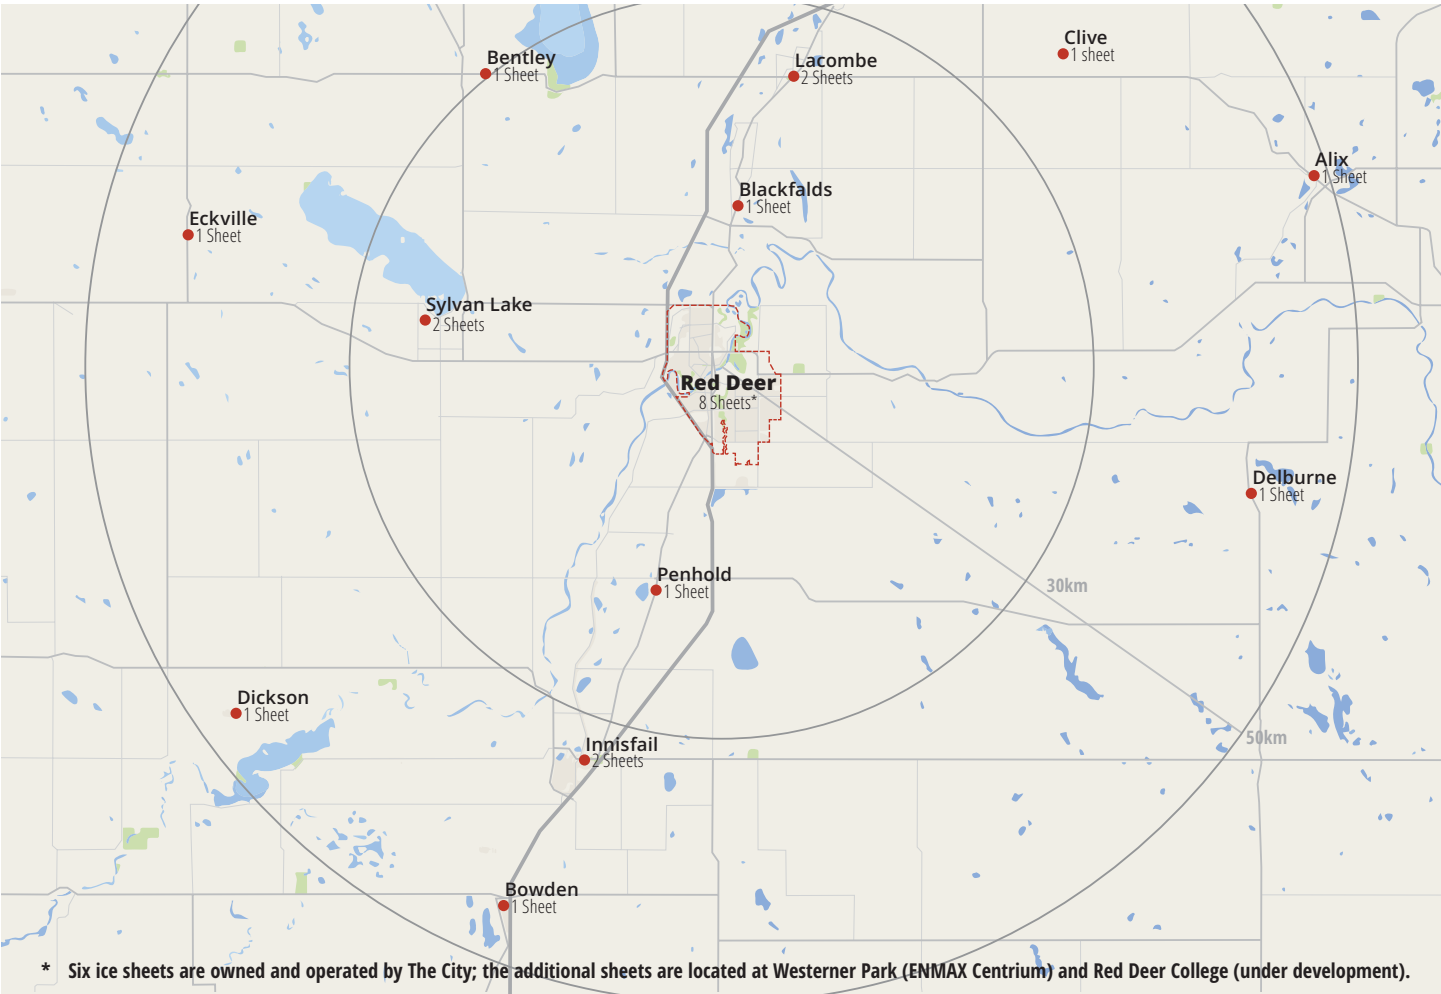 Clive
1 sheet
Bentley
1 Sheet
Lacombe
2 Sheets
Alix
1 Sheet
Blackfalds
1 Sheet
Eckville
1 Sheet
Sylvan Lake
2 Sheets
Red Deer
8 Sheets*
Delburne
1 Sheet
Penhold
1 Sheet
30km
Dickson
1 Sheet
50km
Innisfail
2 Sheets
Bowden
1 Sheet
* Six ice sheets are owned and operated by The City; the additional sheets are located at Westerner Park (ENMAX Centrium) and Red Deer College (under development).